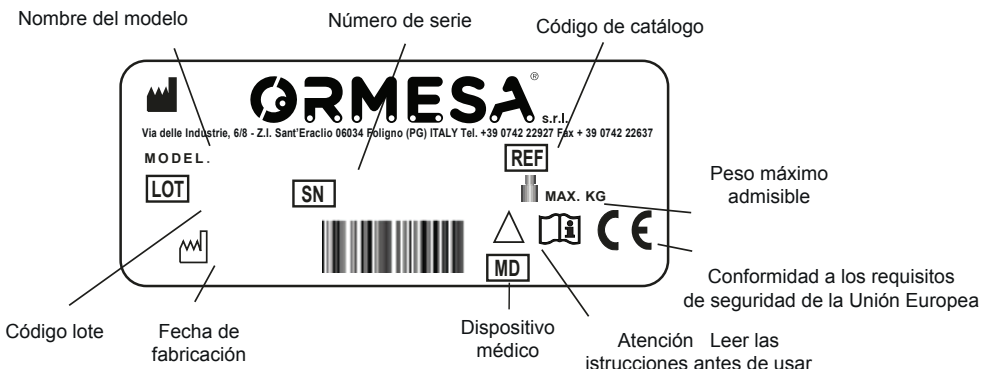 Nombre del modelo
Número de serie
Código de catálogo
ORMESA® s.r.l.
Via delle Industrie, 6/8 - Z.I. Sant'Eraclio 06034 Foligno (PG) ITALY Tel. +39 0742 22927 Fax + 39 0742 22637
MODEL.
REF
LOT
SN
MAX. KG
Peso máximo
admisible
CE
MD
Conformidad a los requisitos
de seguridad de la Unión Europea
Código lote
Fecha de
fabricación
Dispositivo
médico
Atención Leer las
istrucciones antes de usar